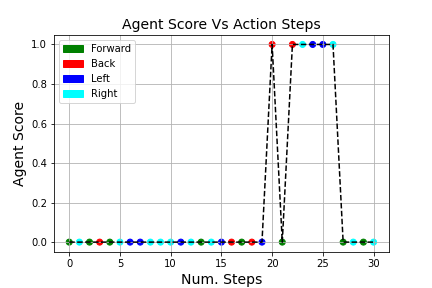 Agent Score Vs Action Steps
Forward
Back
Left
Right
1.0
0.8
0.6
0.4
0.2
0.0
Agent Score
0 5 10 15 20 25 30
Num. Steps